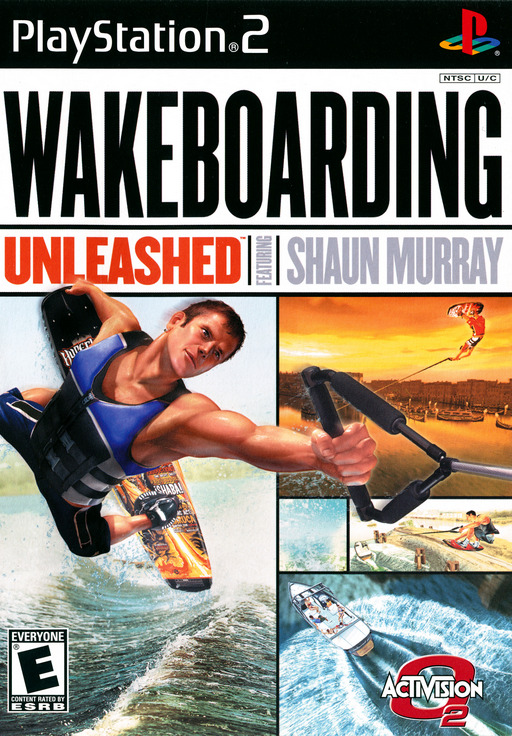 PlayStation®2
NTSC U/C
WAKEBOARDING
UNLEASHED™ FEATURING SHAUN MURRAY
EVERYONE
E®
CONTENT RATED BY
ESRB
ACTIVISION
O2